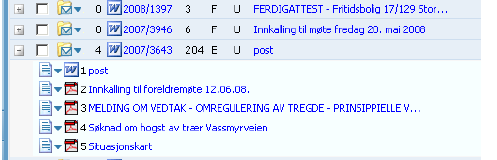 0 2008/1397 3 F U FERDIGATTEST - Fritidsbolig 17/129 Stor...
0 2007/3946 6 F U Innkalling til møte fredag 20. mai 2008
4 2007/3643 204 E U post
1 post
2 Innkalling til foreldremøte 12.06.08.
3 MELDING OM VEDTAK - OMREGULERING AV TREGDE - PRINSIPPIELLE V...
4 Søknad om hogst av trær Vassmyrveien
5 Situasjonskart